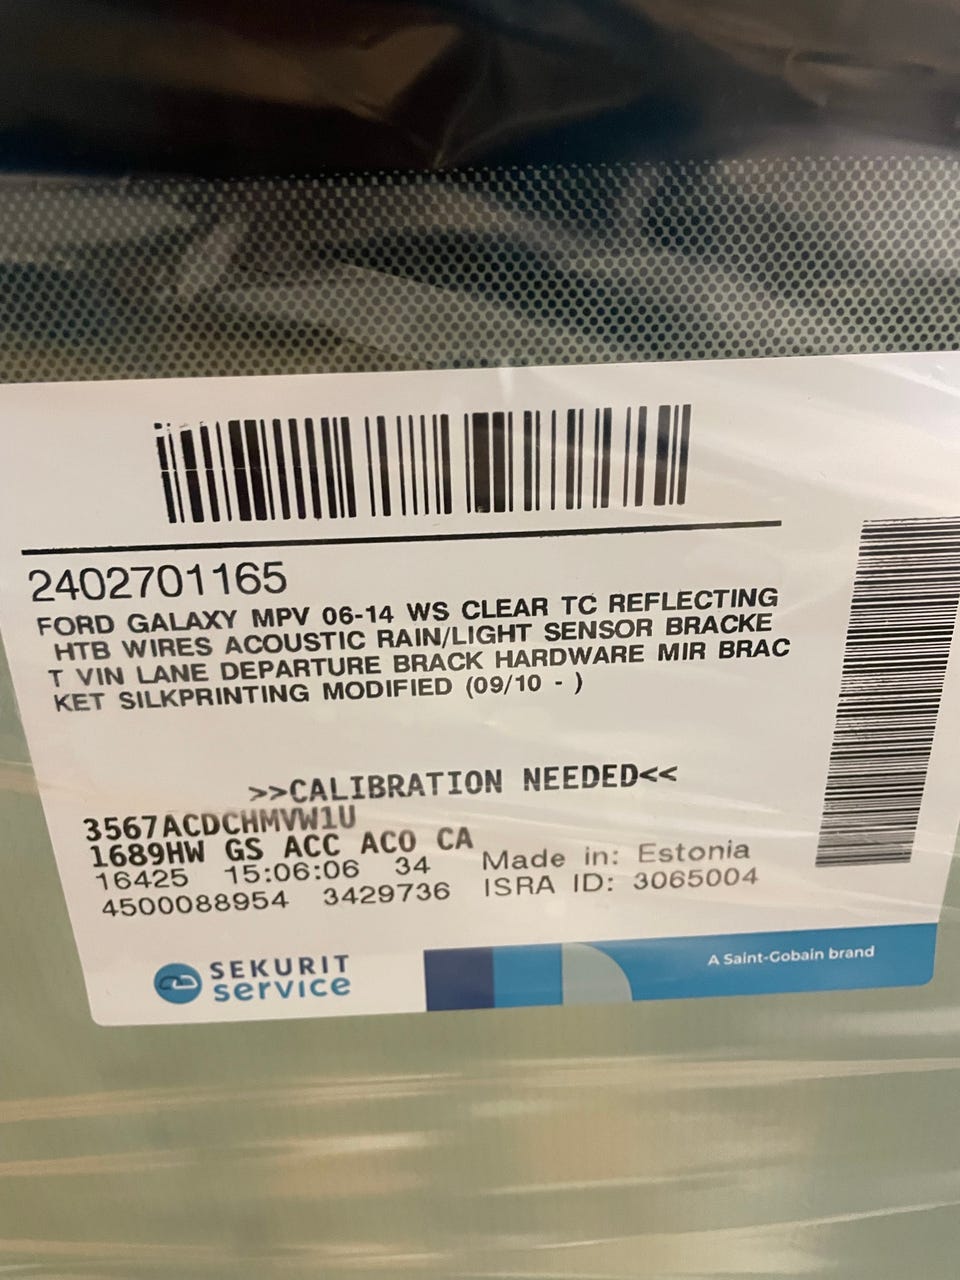 2402701165
FORD GALAXY MPV 06-14 WS CLEAR TC REFLECTING
HTB WIRES ACOUSTIC RAIN/LIGHT SENSOR BRACKE
T VIN LANE DEPARTURE BRACK HARDWARE MIR BRAC
KET SILKPRINTING MODIFIED (09/10 - )
>>CALIBRATION NEEDED<<
3567ACDCHMVW1U
1689HW GS ACC ACO CA
16425 15:06:06 34 Made in: Estonia
4500088954 3429736 ISRA ID: 3065004
SEKURIT
service
A Saint-Gobain brand